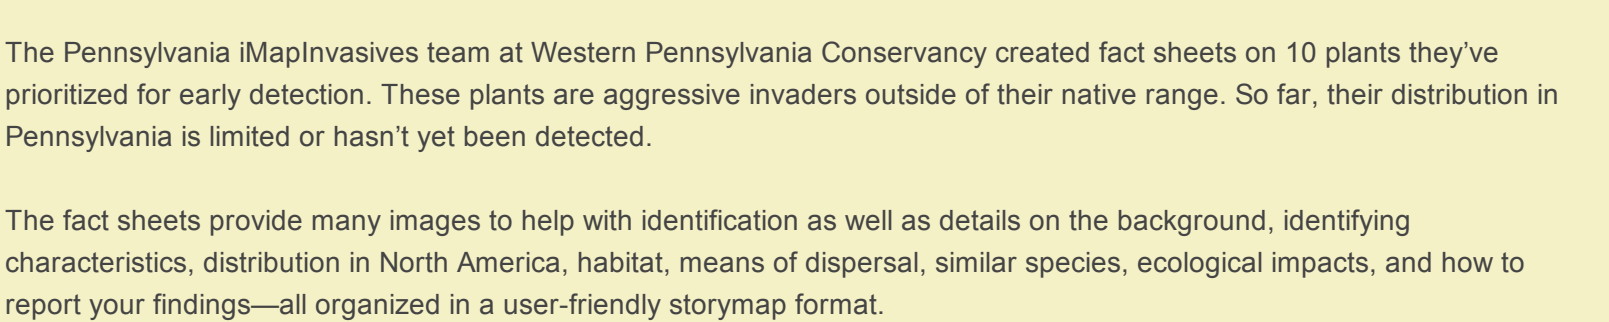 The Pennsylvania iMapInvasives team at Western Pennsylvania Conservancy created fact sheets on 10 plants they’ve
prioritized for early detection. These plants are aggressive invaders outside of their native range. So far, their distribution in
Pennsylvania is limited or hasn’t yet been detected.
The fact sheets provide many images to help with identification as well as details on the background, identifying
characteristics, distribution in North America, habitat, means of dispersal, similar species, ecological impacts, and how to
report your findings—all organized in a user-friendly storymap format.